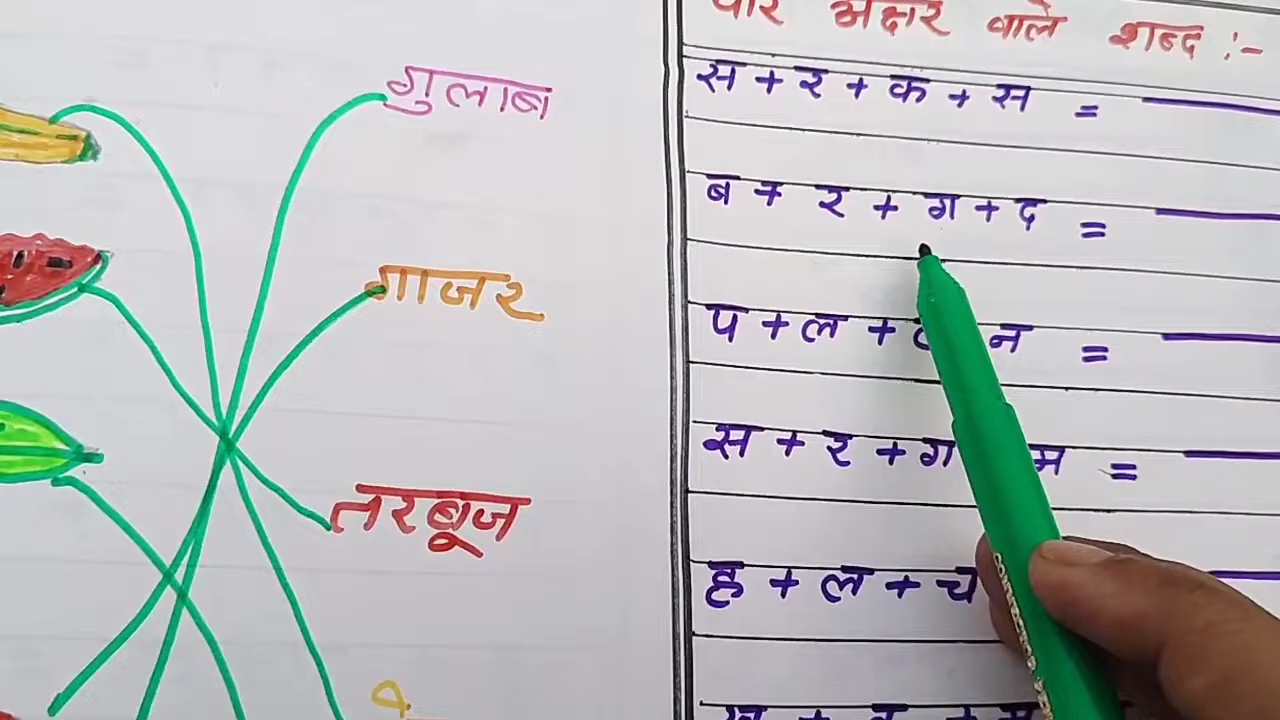 गुलाब
गाजर
तरबूज
चार अक्षर वाले शब्द :-
स + र + क + स =
ब + र + ग + द =
प + ल + न =
स + र + ग म =
ह + ल + च